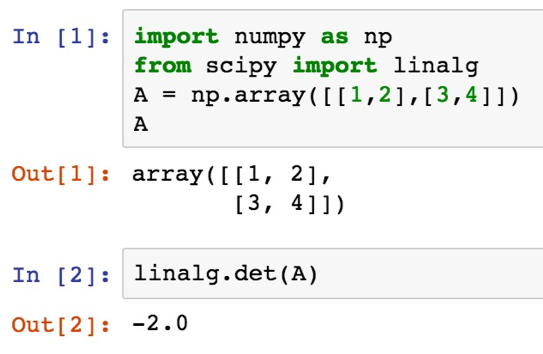 In [1]: import numpy as np
from scipy import linalg
A = np.array([[1,2],[3,4]])
A
Out[1]: array([[1, 2],
[3, 4]])
In [2]: linalg.det(A)
Out[2]: -2.0